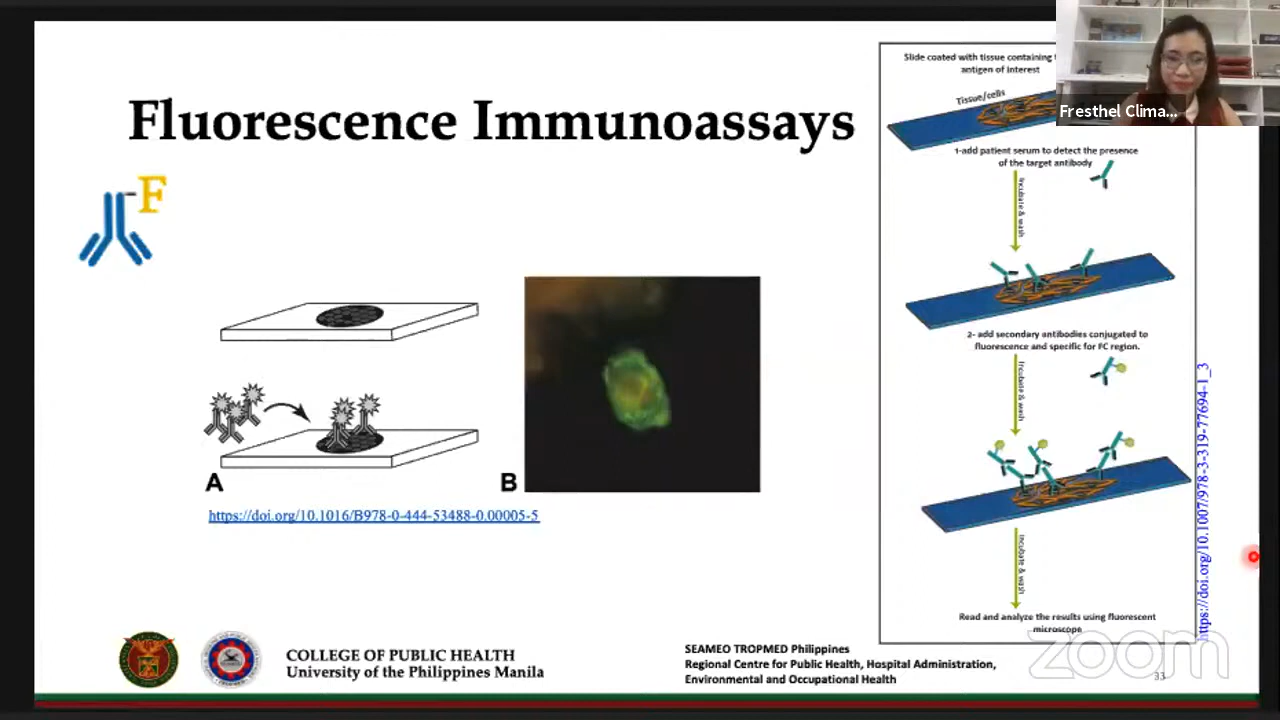 Fluorescence Immunoassays
F
A
B
https://doi.org/10.1016/B978-0-444-53488-0.00005-5
Slide coated with tissue containing
antigen of interest
Tissue/cells
1-add patient serum to detect the presence
of the target antibody
Incubate & wash
2- add secondary antibodies conjugated to
fluorescence and specific for FC region.
Incubate & wash
Incubate & wash
Read and analyze the results using fluorescent
microscope
https://doi.org/10.1007/978-3-319-77694-1_3
Fresthel Clima...
COLLEGE OF PUBLIC HEALTH
University of the Philippines Manila
SEAMEO TROPMED Philippines
Regional Centre for Public Health, Hospital Administration,
Environmental and Occupational Health
33
zoom